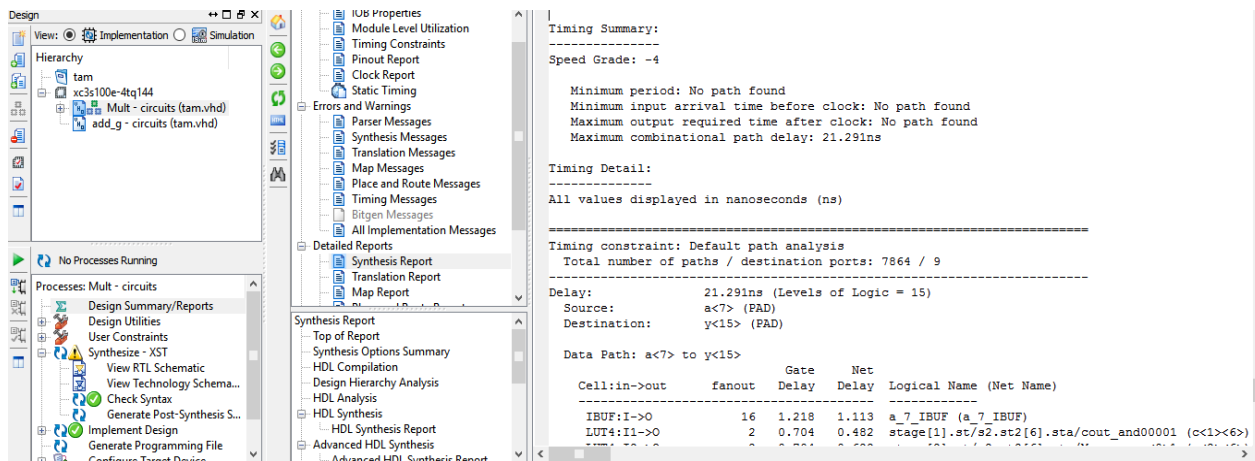 Design
View: Implementation Simulation
Hierarchy
tam
xc3s100e-4tq144
Mult - circuits (tam.vhd)
add_g - circuits (tam.vhd)
No Processes Running
Processes: Mult - circuits
Design Summary/Reports
Design Utilities
User Constraints
Synthesize - XST
View RTL Schematic
View Technology Schema...
Check Syntax
Generate Post-Synthesis S...
Implement Design
Generate Programming File
Configure Target Device
IOB Properties
Module Level Utilization
Timing Constraints
Pinout Report
Clock Report
Static Timing
Errors and Warnings
Parser Messages
Synthesis Messages
Translation Messages
Map Messages
Place and Route Messages
Timing Messages
Bitgen Messages
All Implementation Messages
Detailed Reports
Synthesis Report
Translation Report
Map Report
Synthesis Report
Top of Report
Synthesis Options Summary
HDL Compilation
Design Hierarchy Analysis
HDL Analysis
HDL Synthesis
HDL Synthesis Report
Advanced HDL Synthesis
Advanced HDL Synthesis Report
Timing Summary:
---------------
Speed Grade: -4
Minimum period: No path found
Minimum input arrival time before clock: No path found
Maximum output required time after clock: No path found
Maximum combinational path delay: 21.291ns
Timing Detail:
--------------
All values displayed in nanoseconds (ns)
=========================================================================
Timing constraint: Default path analysis
Total number of paths / destination ports: 7864 / 9
-------------------------------------------------------------------------
Delay: 21.291ns (Levels of Logic = 15)
Source: a<7> (PAD)
Destination: y<15> (PAD)
Data Path: a<7> to y<15>
Gate Net
Cell:in->out fanout Delay Delay Logical Name (Net Name)
---------------------------------------- ------------
IBUF:I->O 16 1.218 1.113 a_7_IBUF (a_7_IBUF)
LUT4:I1->O 2 0.704 0.482 stage[1].st/s2.st2[6].sta/cout_and00001 (c<1><6>)